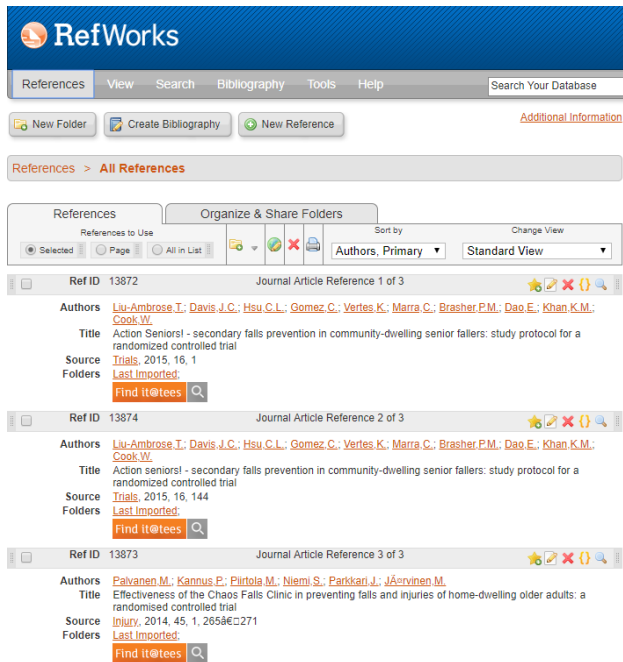 RefWorks
References View Search Bibliography Tools Help Search Your Database
New Folder Create Bibliography New Reference Additional Information
References > All References
References Organize & Share Folders
References to Use Sort by Change View
Selected Page All in List Authors, Primary Standard View
Ref ID 13872 Journal Article Reference 1 of 3
Authors Liu-Ambrose,T.; Davis,J.C.; Hsu,C.L.; Gomez,C.; Vertes,K.; Marra,C.; Brasher,P.M.; Dao,E.; Khan,K.M.;
Cook,W.
Title Action Seniors! - secondary falls prevention in community-dwelling senior fallers: study protocol for a
randomized controlled trial
Source Trials, 2015, 16, 1
Folders Last Imported;
Find it@tees
Ref ID 13874 Journal Article Reference 2 of 3
Authors Liu-Ambrose,T.; Davis,J.C.; Hsu,C.L.; Gomez,C.; Vertes,K.; Marra,C.; Brasher,P.M.; Dao,E.; Khan,K.M.;
Cook,W.
Title Action seniors! - secondary falls prevention in community-dwelling senior fallers: study protocol for a
randomized controlled trial
Source Trials, 2015, 16, 144
Folders Last Imported;
Find it@tees
Ref ID 13873 Journal Article Reference 3 of 3
Authors Palvanen,M.; Kannus,P.; Piirtola,M.; Niemi,S.; Parkkari,J.; JÃ¤rvinen,M.
Title Effectiveness of the Chaos Falls Clinic in preventing falls and injuries of home-dwelling older adults: a
randomised controlled trial
Source Injury, 2014, 45, 1, 265â€□271
Folders Last Imported;
Find it@tees